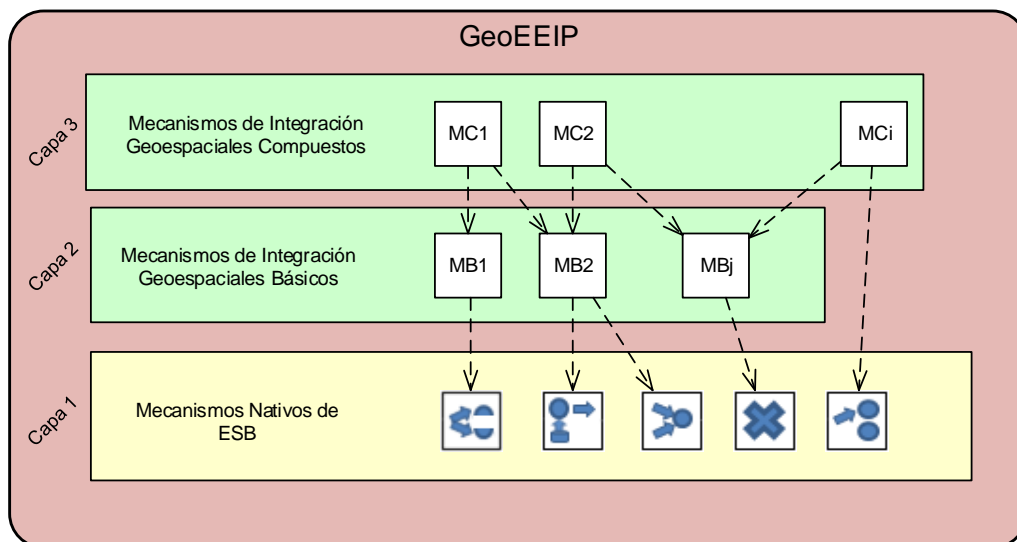 GeoEEIP
Capa 3
Mecanismos de Integración
Geoespaciales Compuestos
MC1
MC2
MCi
Capa 2
Mecanismos de Integración
Geoespaciales Básicos
MB1
MB2
MBj
Capa 1
Mecanismos Nativos de
ESB